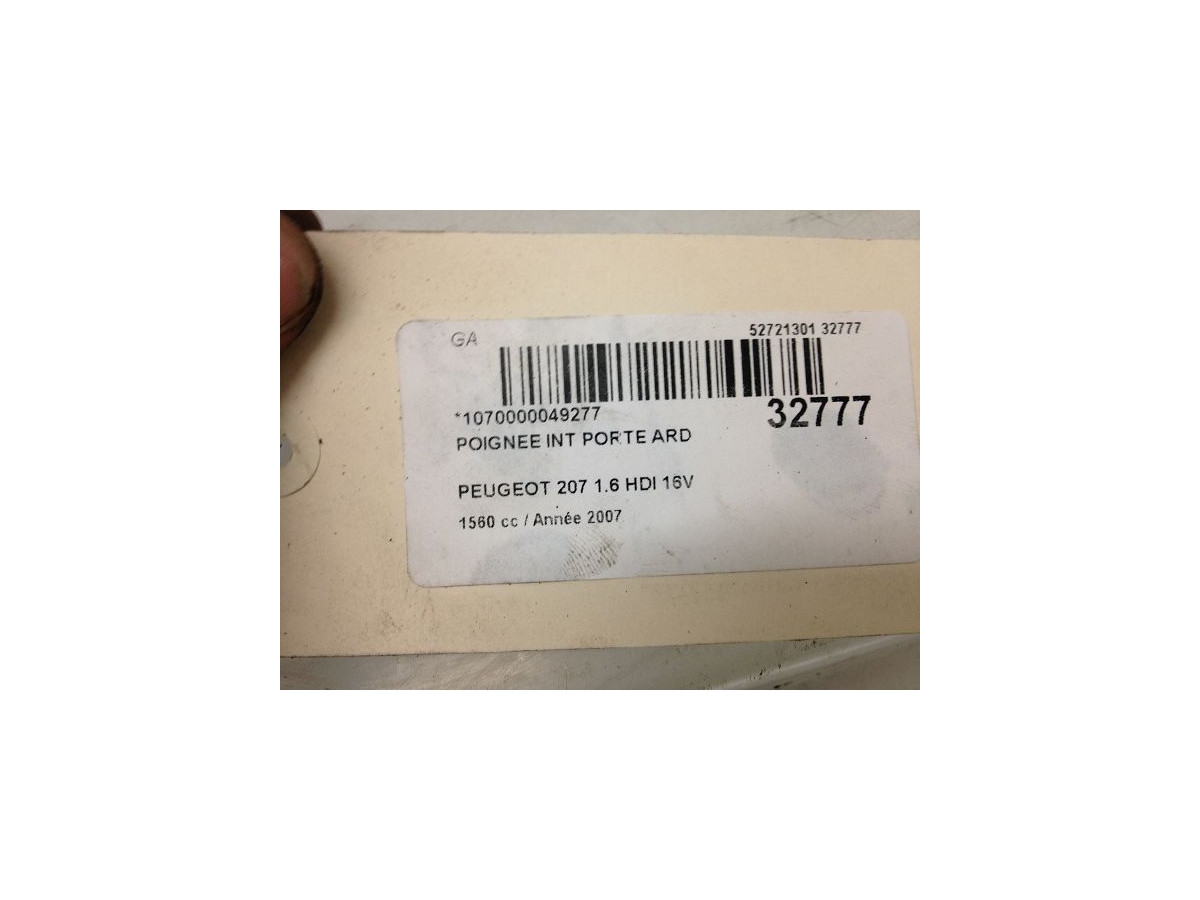 GA
52721301 32777
*1070000049277
32777
POIGNEE INT PORTE ARD
PEUGEOT 207 1.6 HDI 16V
1560 cc / Année 2007